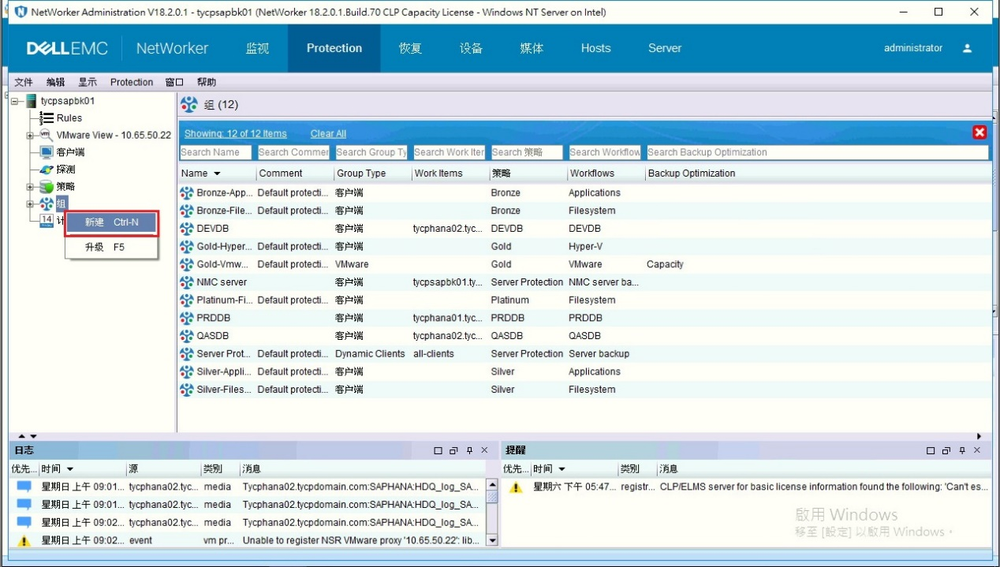 NetWorker Administration V18.2.0.1 - tycpsapbk01 (NetWorker 18.2.0.1.Build.70 CLP Capacity License - Windows NT Server on Intel)
DELLEMC NetWorker 监视 Protection 恢复 设备 媒体 Hosts Server administrator
文件 编辑 显示 Protection 窗口 帮助
tycpsapbk01
Rules
VMware View - 10.65.50.22
客户端
探测
策略
组
14 计
新建 Ctrl-N
升级 F5
组 (12)
Showing: 12 of 12 Items Clear All
Search Name Search Commer Search Group Ty Search Work Iter Search 策略 Search Workflow Search Backup Optimization
Name Comment Group Type Work Items 策略 Workflows Backup Optimization
Bronze-App... Default protecti... 客户端 Bronze Applications
Bronze-File... Default protecti... 客户端 Bronze Filesystem
DEVDB 客户端 tycphana02.tyc... DEVDB DEVDB
Gold-Hyper... Default protecti... 客户端 Gold Hyper-V
Gold-Vmw... Default protecti... VMware Gold VMware Capacity
NMC server 客户端 tycpsapbk01.ty... Server Protection NMC server ba...
Platinum-Fi... Default protecti... 客户端 Platinum Filesystem
PRDDB 客户端 tycphana01.tyc... PRDDB PRDDB
QASDB 客户端 tycphana02.tyc... QASDB QASDB
Server Prot... Default protecti... Dynamic Clients all-clients Server Protection Server backup
Silver-Appli... Default protecti... 客户端 Silver Applications
Silver-Files... Default protecti... 客户端 Silver Filesystem
日志
优先... 时间 源 类别 消息
星期日 上午 09:01... tycphana02.tyc... media Tycphana02.tycpdomain.com:SAPHANA:HDQ_log_SA...
星期日 上午 09:01... tycphana02.tyc... media Tycphana02.tycpdomain.com:SAPHANA:HDQ_log_SA...
星期日 上午 09:02... tycphana02.tyc... media Tycphana02.tycpdomain.com:SAPHANA:HDQ_log_SA...
星期日 上午 09:02... event vm pr... Unable to register NSR VMware proxy '10.65.50.22': lib...
提醒
优先... 时间 类别 消息
星期六 下午 05:47... registr... CLP/ELMS server for basic license information found the following: 'Can't es...
啟用 Windows
移至 [設定] 以啟用 Windows。